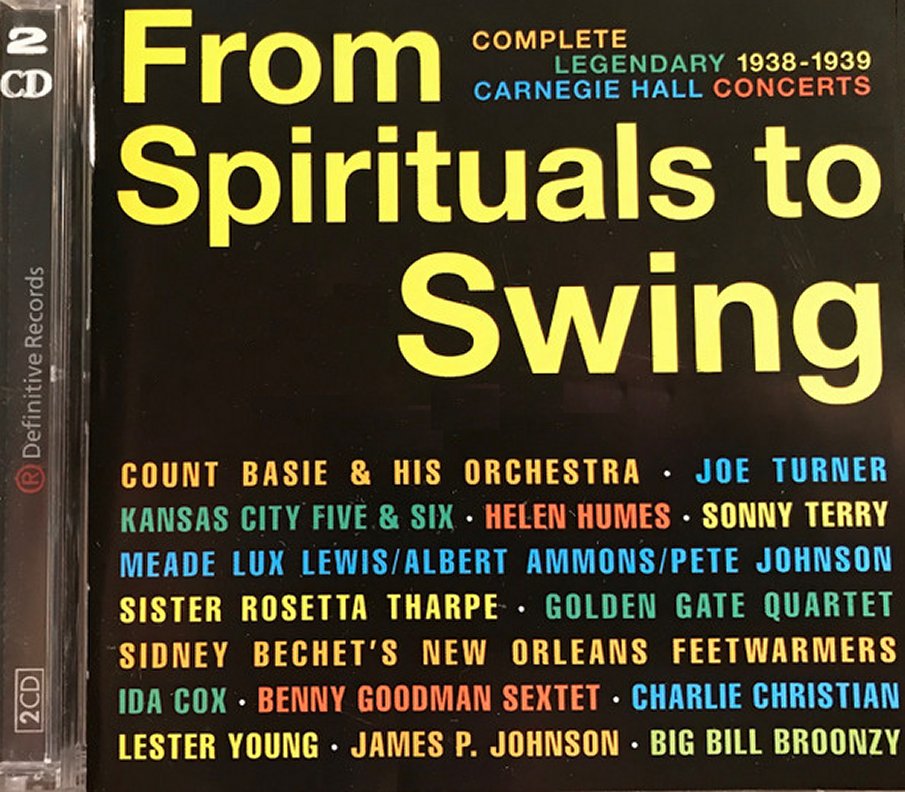 2
CD
® Definitive Records
2CD
From
COMPLETE
LEGENDARY 1938-1939
CARNEGIE HALL CONCERTS
Spirituals to
Swing
COUNT BASIE & HIS ORCHESTRA · JOE TURNER
KANSAS CITY FIVE & SIX · HELEN HUMES · SONNY TERRY
MEADE LUX LEWIS/ALBERT AMMONS/PETE JOHNSON
SISTER ROSETTA THARPE · GOLDEN GATE QUARTET
SIDNEY BECHET'S NEW ORLEANS FEETWARMERS
IDA COX · BENNY GOODMAN SEXTET · CHARLIE CHRISTIAN
LESTER YOUNG · JAMES P. JOHNSON · BIG BILL BROONZY